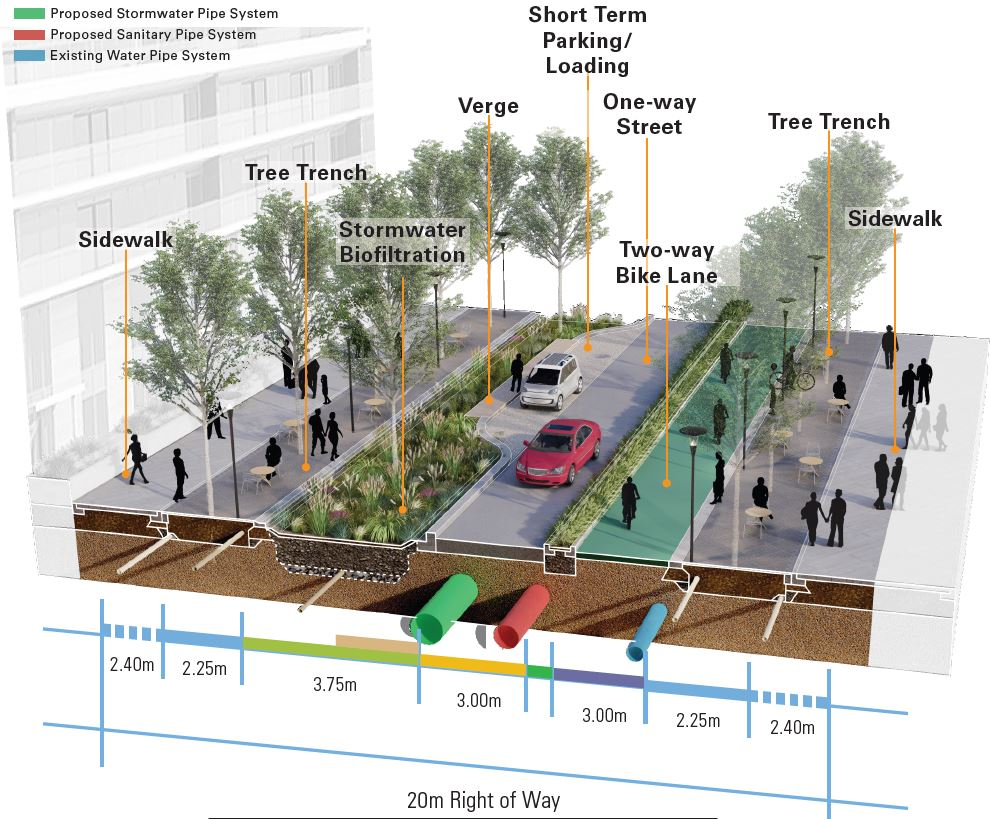 Proposed Stormwater Pipe System
Proposed Sanitary Pipe System
Existing Water Pipe System
Short Term
Parking/
Loading
Verge
One-way
Street
Tree Trench
Tree Trench
Sidewalk
Stormwater
Biofiltration
Sidewalk
Two-way
Bike Lane
2.40m
2.25m
3.75m
3.00m
3.00m
2.25m
2.40m
20m Right of Way